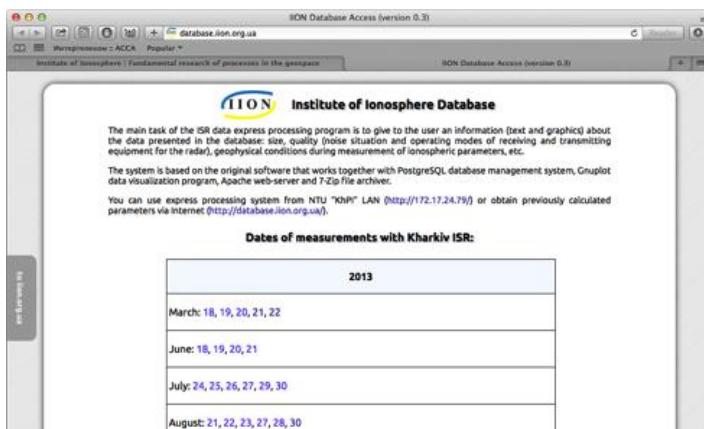 IION Database Access (version 0.3)
database.iion.org.ua
Reader
Популярное :: ACCA Popular
Institute of Ionosphere | Fundamental research of processes in the geospace
IION Database Access (version 0.3)
IION Institute of Ionosphere Database
The main task of the ISR data express processing program is to give to the user an information (text and graphics) about
the data presented in the database: size, quality (noise situation and operating modes of receiving and transmitting
equipment for the radar), geophysical conditions during measurement of ionospheric parameters, etc.
The system is based on the original software that works together with PostgreSQL database management system, Gnuplot
data visualization program, Apache web-server and 7-Zip file archiver.
You can use express processing system from NTU "KhPI" LAN (http://172.17.24.79/) or obtain previously calculated
parameters via Internet (http://database.iion.org.ua/).
Dates of measurements with Kharkiv ISR:
to iion.org.ua
2013
March: 18, 19, 20, 21, 22
June: 18, 19, 20, 21
July: 24, 25, 26, 27, 29, 30
August: 21, 22, 23, 27, 28, 30